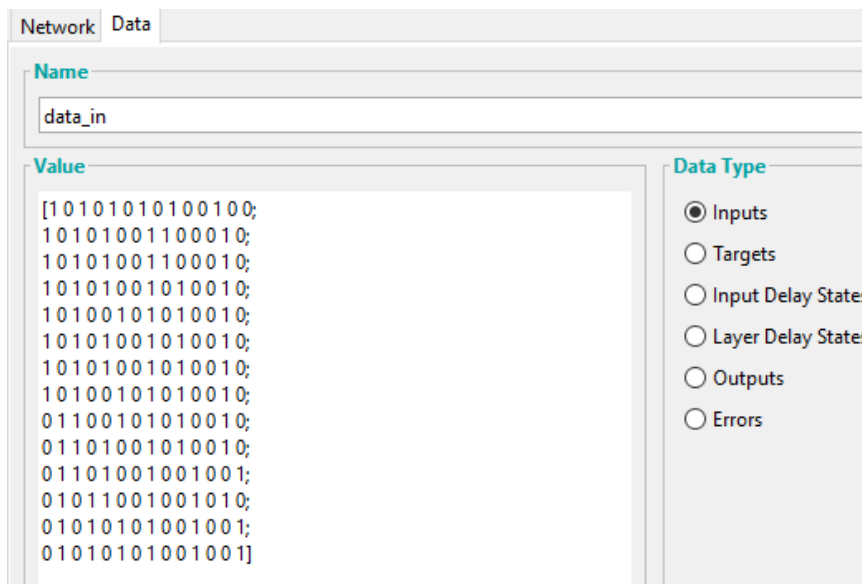 Network Data
Name
data_in
Value
[1 0 1 0 1 0 1 0 1 0 0 1 0 0;
1 0 1 0 1 0 0 1 1 0 0 0 1 0;
1 0 1 0 1 0 0 1 1 0 0 0 1 0;
1 0 1 0 1 0 0 1 0 1 0 0 1 0;
1 0 1 0 0 1 0 1 0 1 0 0 1 0;
1 0 1 0 1 0 0 1 0 1 0 0 1 0;
1 0 1 0 1 0 0 1 0 1 0 0 1 0;
1 0 1 0 0 1 0 1 0 1 0 0 1 0;
0 1 1 0 0 1 0 1 0 1 0 0 1 0;
0 1 1 0 1 0 0 1 0 1 0 0 1 0;
0 1 1 0 1 0 0 1 0 0 1 0 0 1;
0 1 0 1 1 0 0 1 0 0 1 0 1 0;
0 1 0 1 0 1 0 1 0 0 1 0 0 1;
0 1 0 1 0 1 0 1 0 0 1 0 0 1]
Data Type
Inputs
Targets
Input Delay States
Layer Delay States
Outputs
Errors